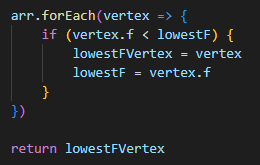 arr.forEach(vertex => {
    if (vertex.f < lowestF) {
        lowestFVertex = vertex
        lowestF = vertex.f
    }
})

return lowestFVertex